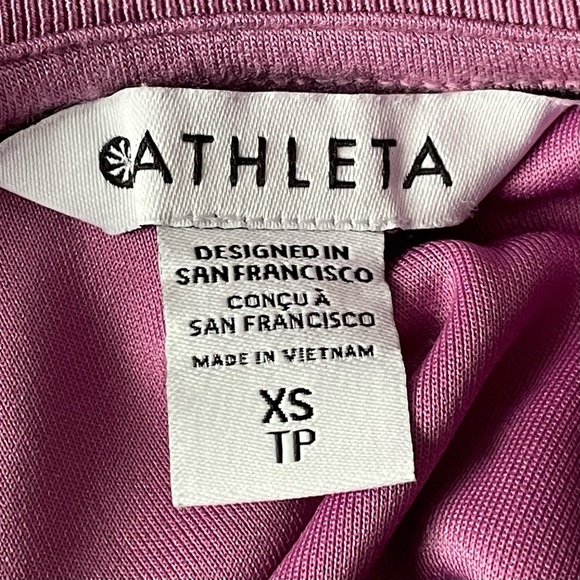 ATHLETA
DESIGNED IN
SAN FRANCISCO
CONÇU À
SAN FRANCISCO
MADE IN VIETNAM
XS
TP